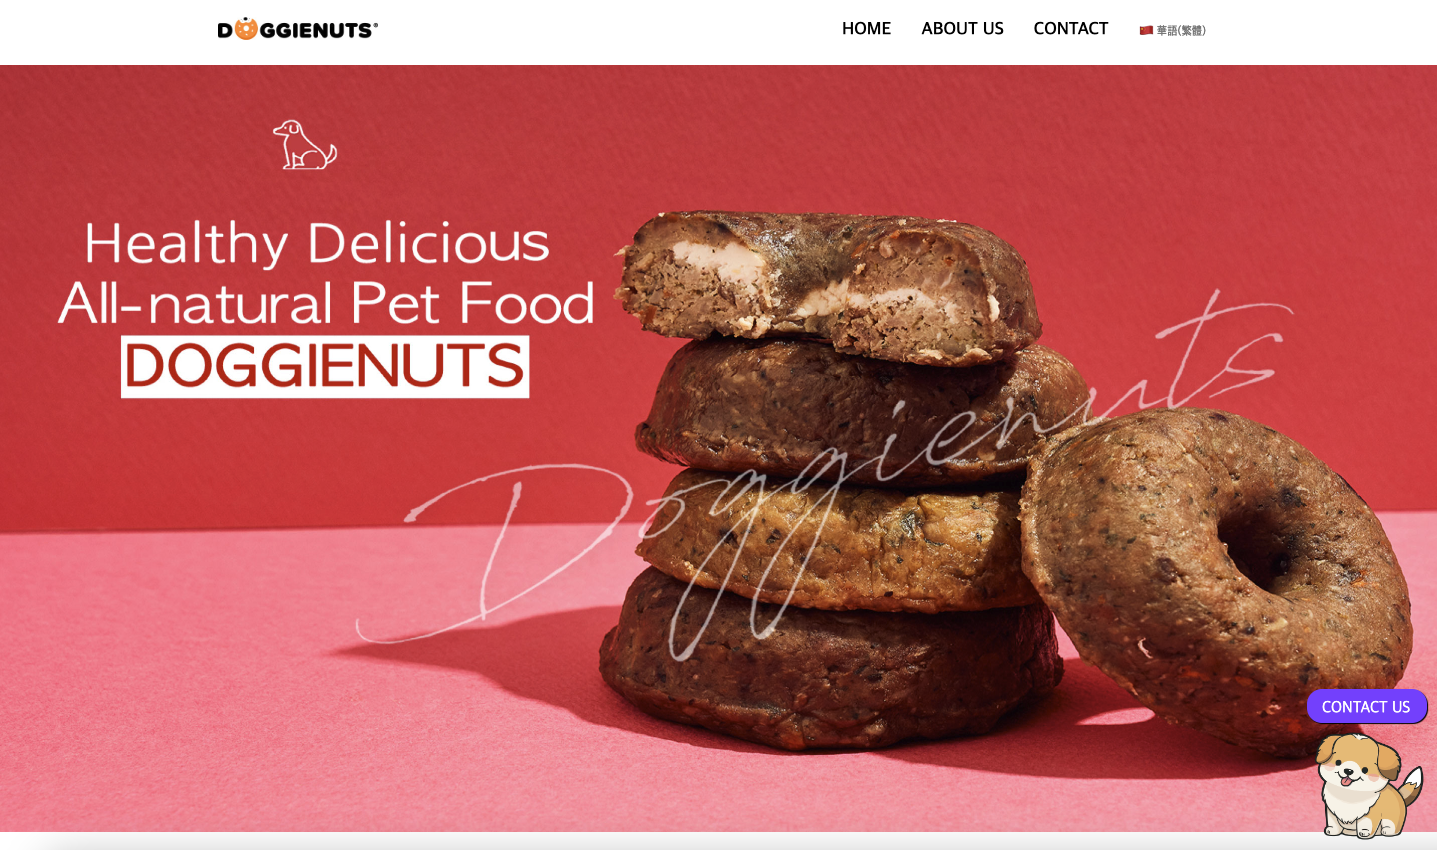 DOGGIENUTS®
HOME ABOUT US CONTACT 華語(繁體)
Healthy Delicious
All-natural Pet Food
DOGGIENUTS
Doggienuts
CONTACT US